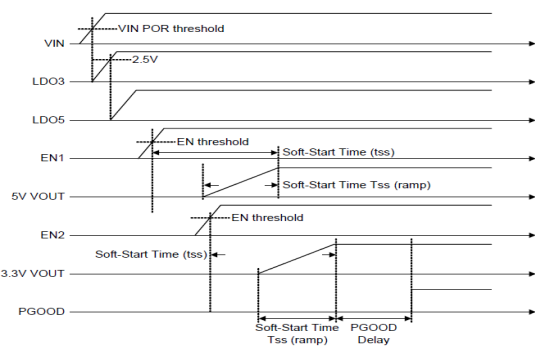 VIN POR threshold
VIN
2.5V
LDO3
LDO5
EN threshold
Soft-Start Time (tss)
EN1
Soft-Start Time Tss (ramp)
5V VOUT
EN threshold
EN2
Soft-Start Time (tss)
3.3V VOUT
PGOOD
Soft-Start Time
Tss (ramp)
PGOOD
Delay